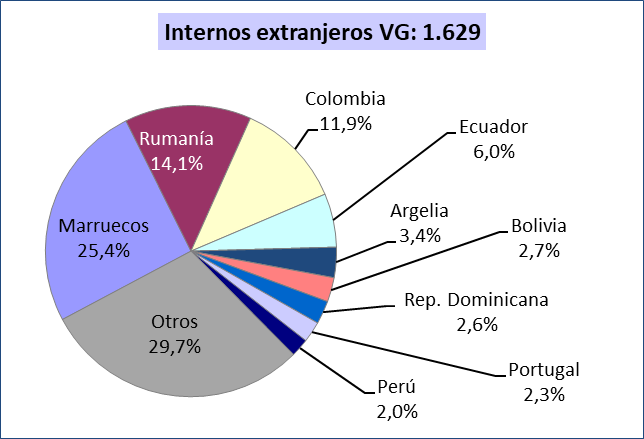 Internos extranjeros VG: 1.629
Colombia
11,9%
Ecuador
6,0%
Rumanía
14,1%
Argelia
3,4%
Bolivia
2,7%
Marruecos
25,4%
Rep. Dominicana
2,6%
Otros
29,7%
Portugal
2,3%
Perú
2,0%